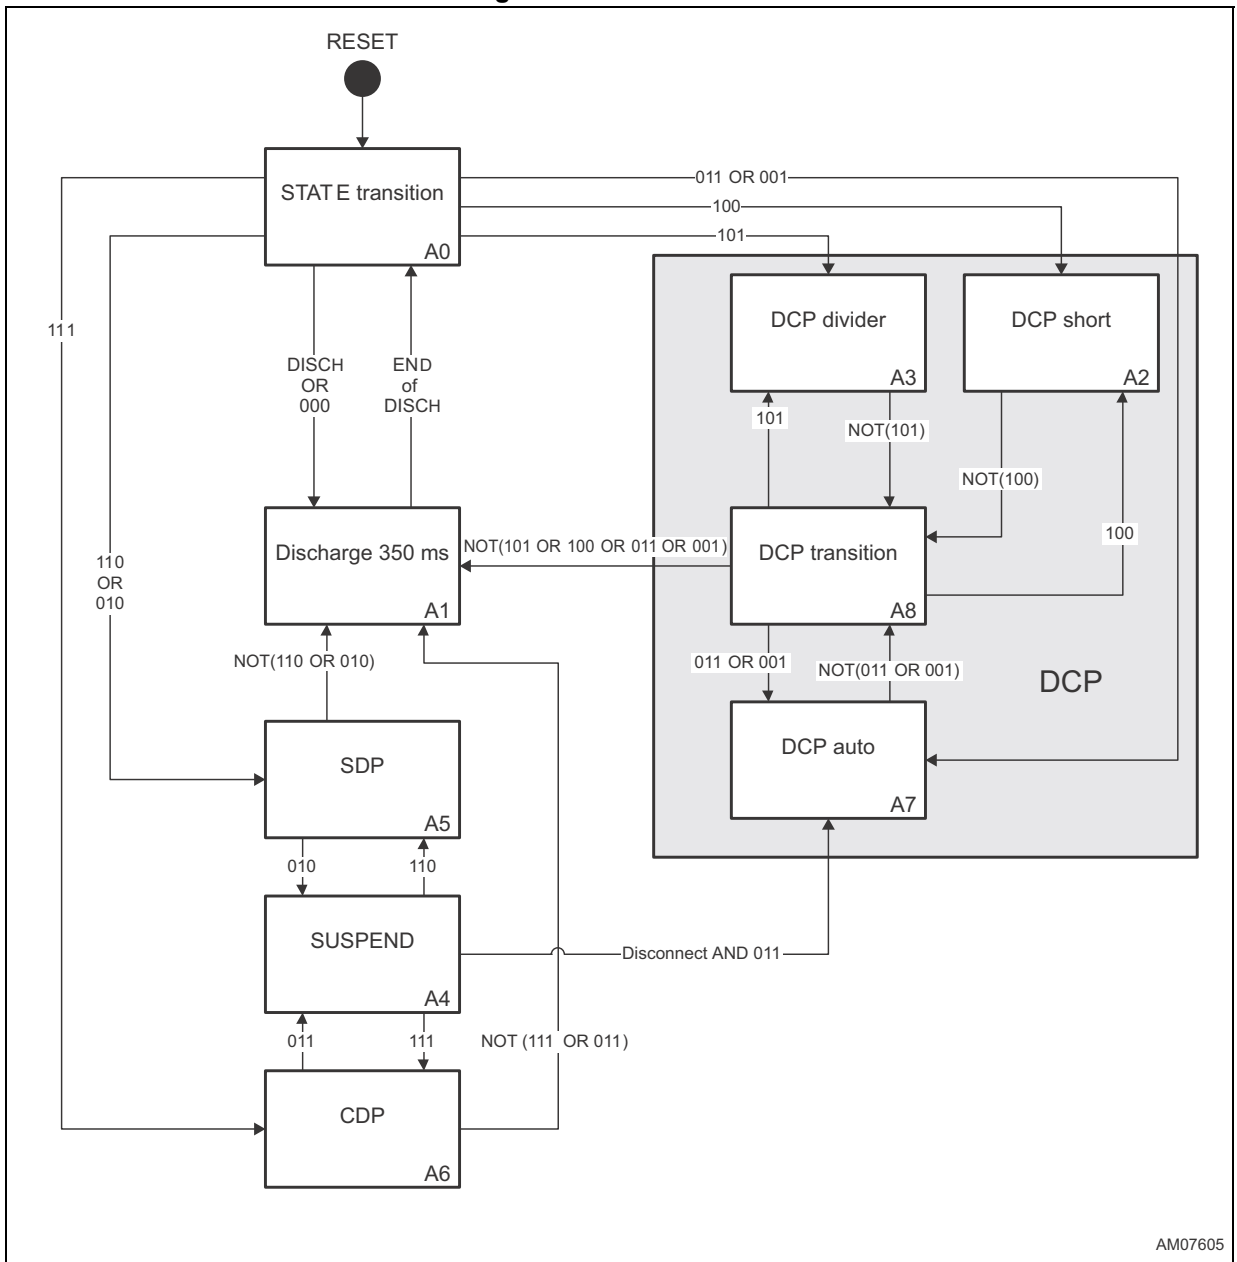 RESET
STATE transition
A0
011 OR 001
100
101
111
DISCH
OR
000
END
of
DISCH
DCP divider
A3
DCP short
A2
101
NOT(101)
NOT(100)
110
OR
010
Discharge 350 ms
A1
NOT(101 OR 100 OR 011 OR 001)
DCP transition
A8
100
NOT(110 OR 010)
011 OR 001
NOT(011 OR 001)
DCP
SDP
A5
DCP auto
A7
010
110
SUSPEND
A4
Disconnect AND 011
011
111
NOT (111 OR 011)
CDP
A6
AM07605